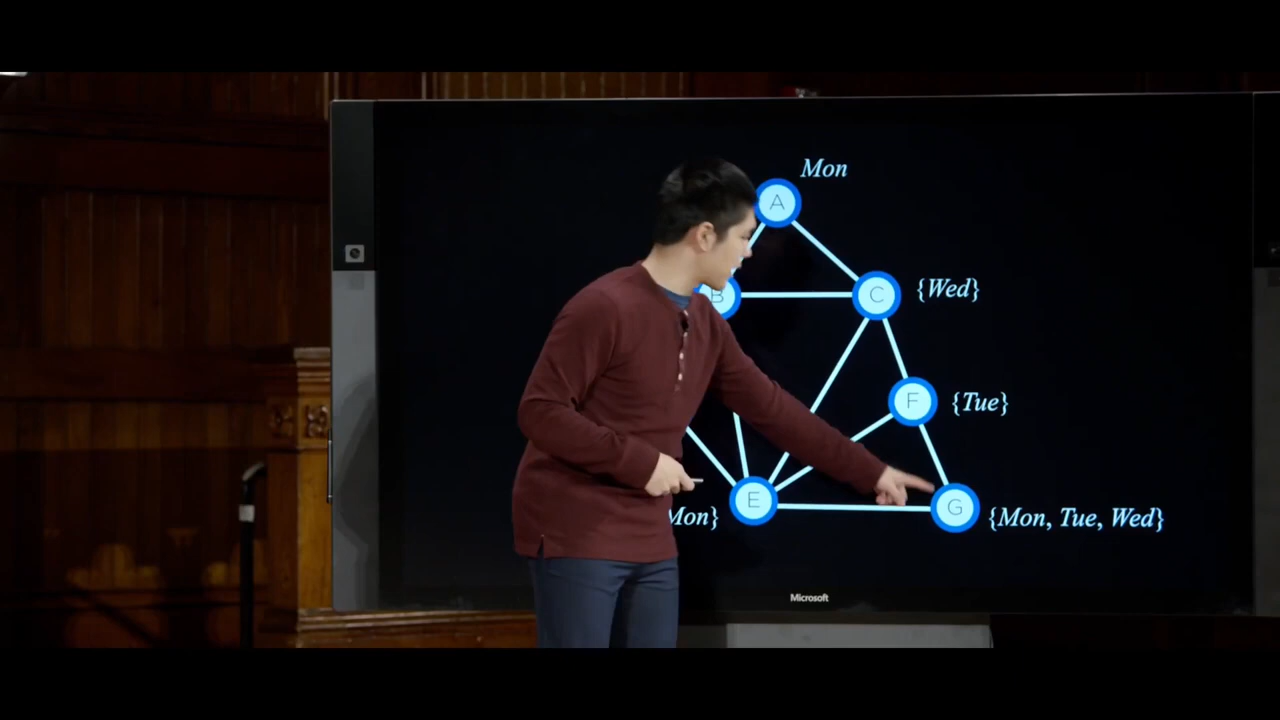 Mon
A
B
C
{Wed}
F
{Tue}
Mon}
E
G
{Mon, Tue, Wed}
Microsoft